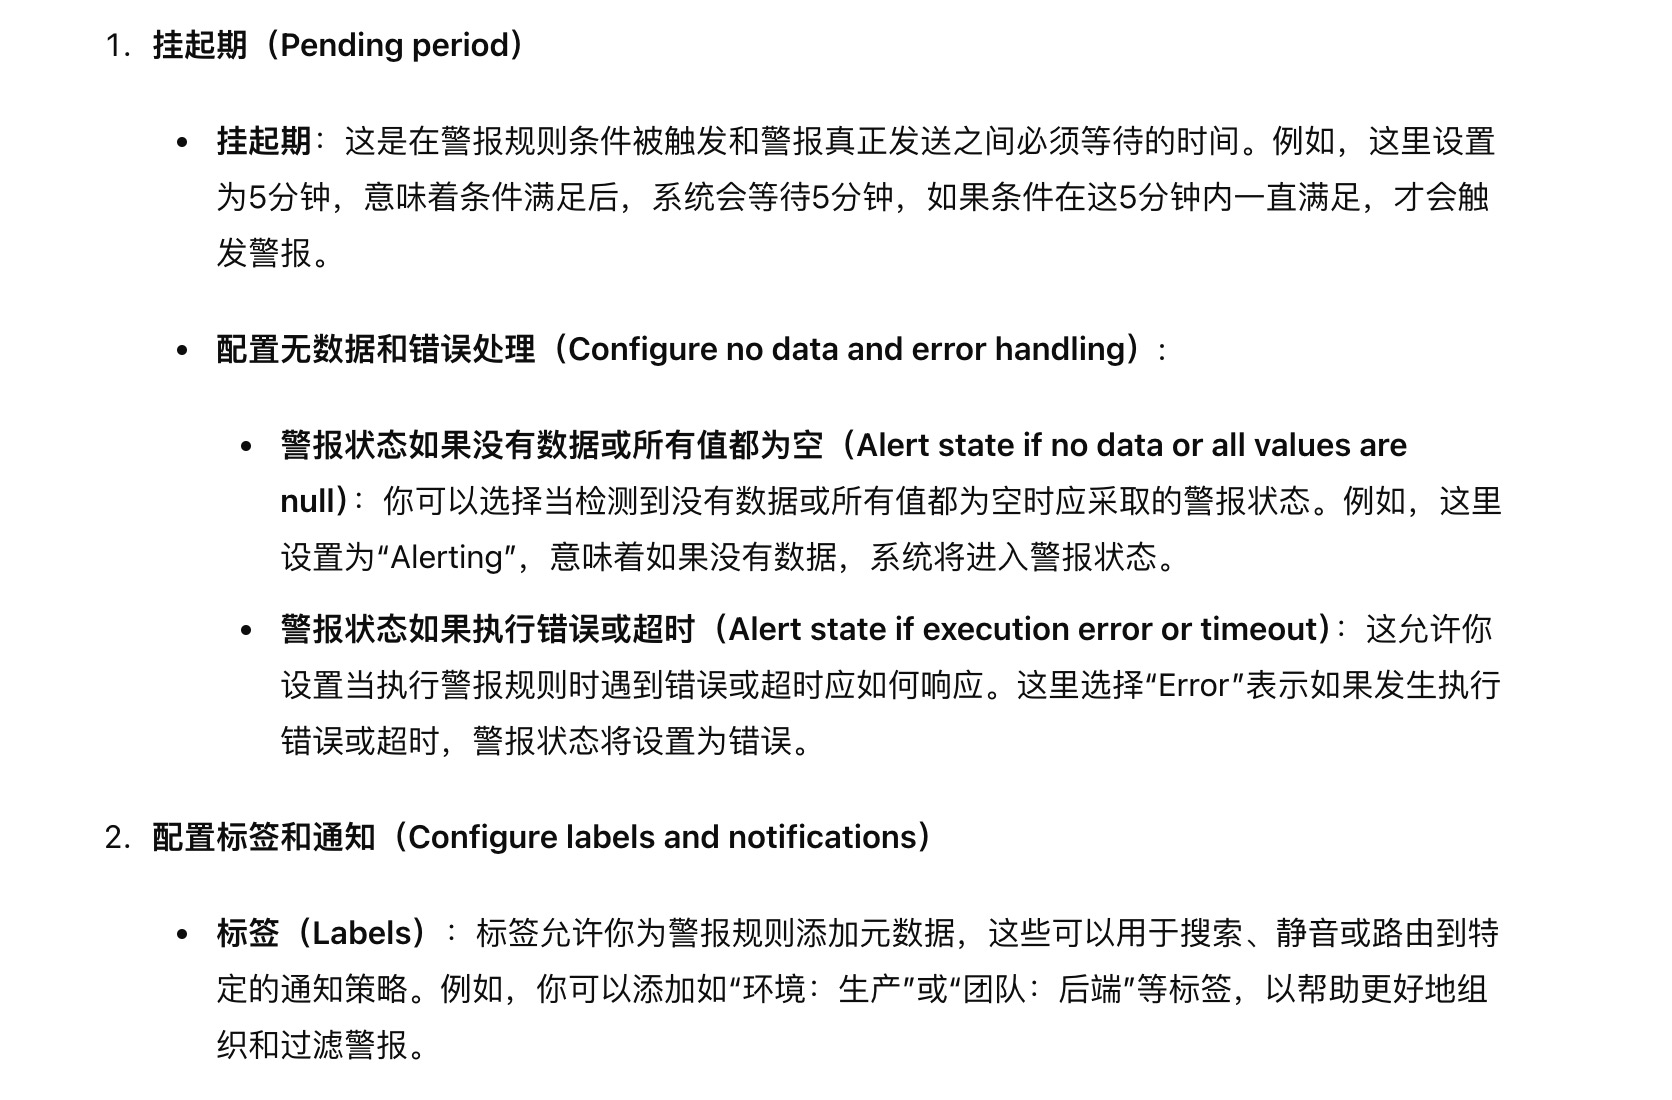 1. 挂起期（Pending period）
• 挂起期：这是在警报规则条件被触发和警报真正发送之间必须等待的时间。例如，这里设置
为5分钟，意味着条件满足后，系统会等待5分钟，如果条件在这5分钟内一直满足，才会触
发警报。
• 配置无数据和错误处理（Configure no data and error handling）:
• 警报状态如果没有数据或所有值都为空（Alert state if no data or all values are
null）：你可以选择当检测到没有数据或所有值都为空时应采取的警报状态。例如，这里
设置为“Alerting”，意味着如果没有数据，系统将进入警报状态。
• 警报状态如果执行错误或超时（Alert state if execution error or timeout）：这允许你
设置当执行警报规则时遇到错误或超时应如何响应。这里选择“Error”表示如果发生执行
错误或超时，警报状态将设置为错误。
2. 配置标签和通知（Configure labels and notifications）
• 标签（Labels）：标签允许你为警报规则添加元数据，这些可以用于搜索、静音或路由到特
定的通知策略。例如，你可以添加如“环境：生产”或“团队：后端”等标签，以帮助更好地组
织和过滤警报。